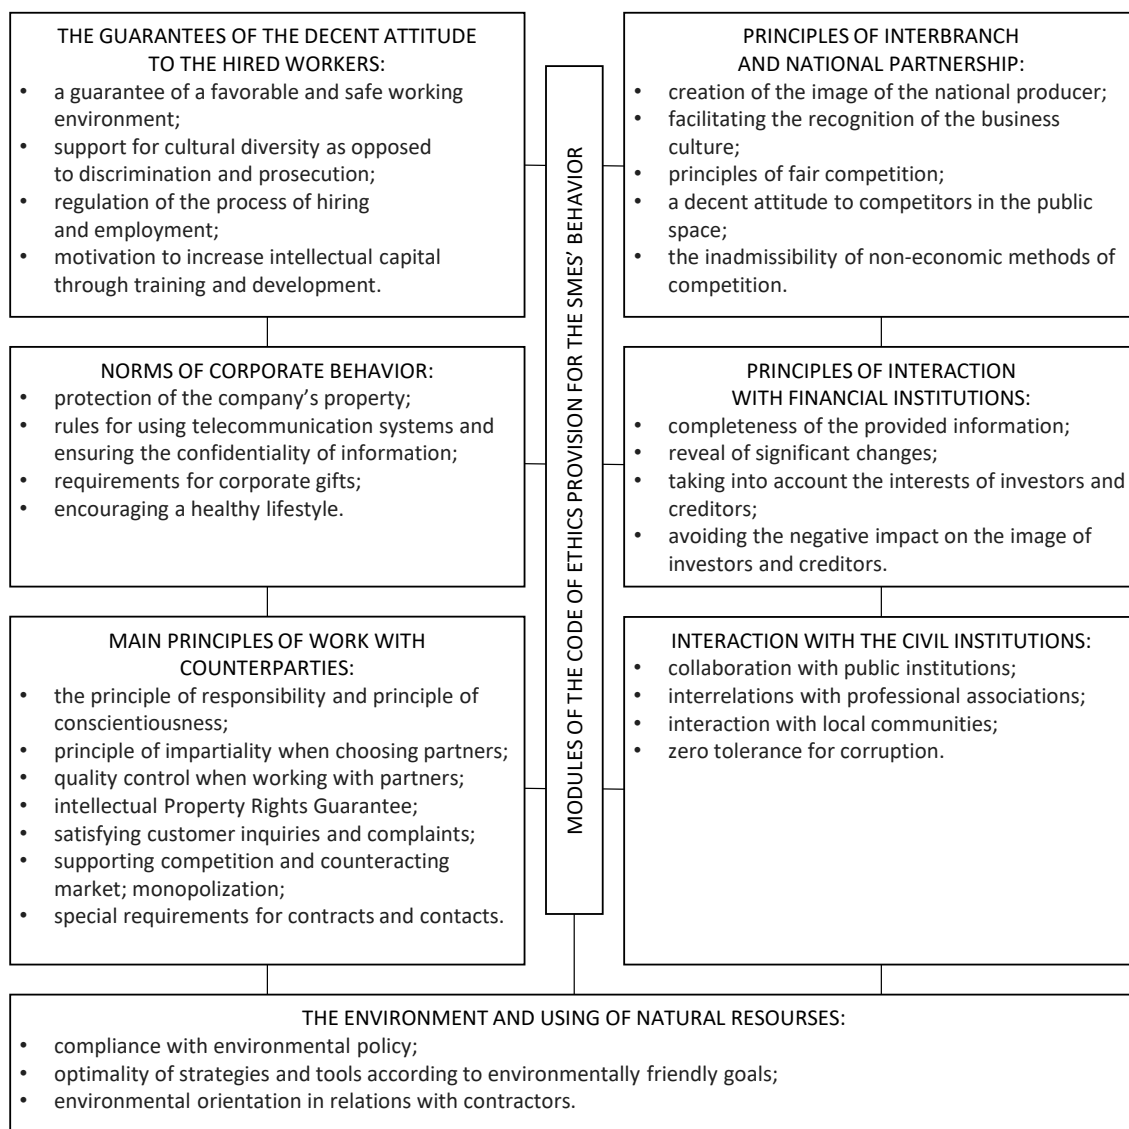 THE GUARANTEES OF THE DECENT ATTITUDE
TO THE HIRED WORKERS:
• a guarantee of a favorable and safe working
environment;
• support for cultural diversity as opposed
to discrimination and prosecution;
• regulation of the process of hiring
and employment;
• motivation to increase intellectual capital
through training and development.
NORMS OF CORPORATE BEHAVIOR:
• protection of the company's property;
• rules for using telecommunication systems and
ensuring the confidentiality of information;
• requirements for corporate gifts;
• encouraging a healthy lifestyle.
MAIN PRINCIPLES OF WORK WITH
COUNTERPARTIES:
• the principle of responsibility and principle of
conscientiousness;
• principle of impartiality when choosing partners;
• quality control when working with partners;
• intellectual Property Rights Guarantee;
• satisfying customer inquiries and complaints;
• supporting competition and counteracting
market; monopolization;
• special requirements for contracts and contacts.
MODULES OF THE CODE OF ETHICS PROVISION FOR THE SMES' BEHAVIOR
PRINCIPLES OF INTERBRANCH
AND NATIONAL PARTNERSHIP:
• creation of the image of the national producer;
• facilitating the recognition of the business
culture;
• principles of fair competition;
• a decent attitude to competitors in the public
space;
• the inadmissibility of non-economic methods of
competition.
PRINCIPLES OF INTERACTION
WITH FINANCIAL INSTITUTIONS:
• completeness of the provided information;
• reveal of significant changes;
• taking into account the interests of investors and
creditors;
• avoiding the negative impact on the image of
investors and creditors.
INTERACTION WITH THE CIVIL INSTITUTIONS:
• collaboration with public institutions;
• interrelations with professional associations;
• interaction with local communities;
• zero tolerance for corruption.
THE ENVIRONMENT AND USING OF NATURAL RESOURSES:
• compliance with environmental policy;
• optimality of strategies and tools according to environmentally friendly goals;
• environmental orientation in relations with contractors.